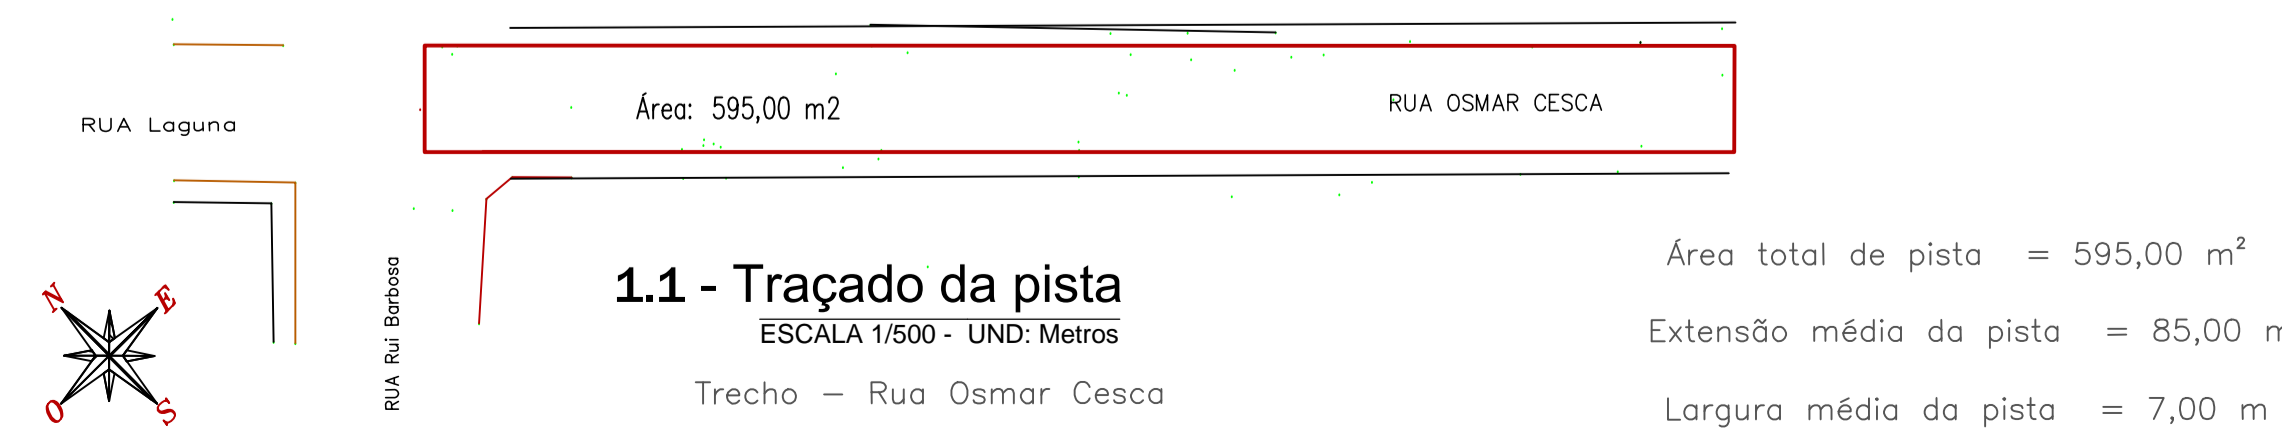 Área: 595,00 m2
RUA OSMAR CESCA
RUA Laguna
RUA Rui Barbosa
1.1 - Traçado da pista
ESCALA 1/500 - UND: Metros
Trecho – Rua Osmar Cesca
Área total de pista = 595,00 m²
Extensão média da pista = 85,00 m
Largura média da pista = 7,00 m
N
E
O
S